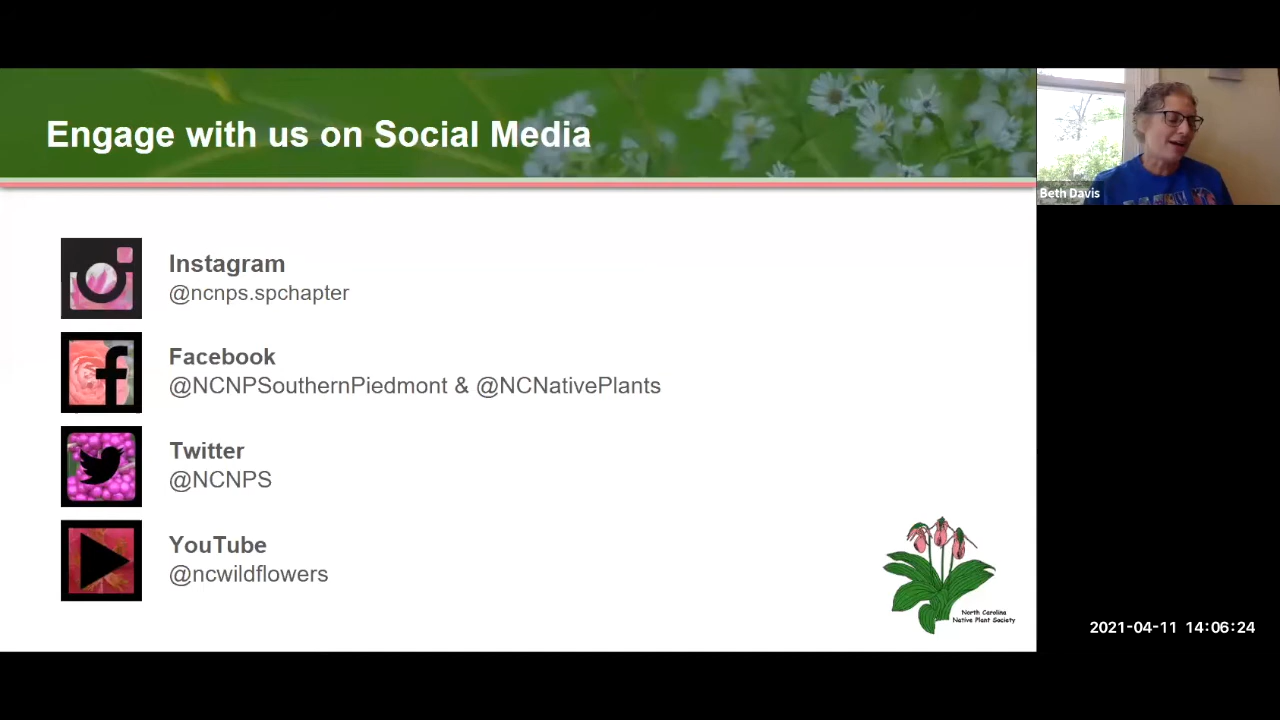 Engage with us on Social Media
Beth Davis
Instagram
@ncnps.spchapter
Facebook
@NCNPSouthernPiedmont & @NCNativePlants
Twitter
@NCNPS
YouTube
@ncwildflowers
North Carolina
Native Plant Society
2021-04-11 14:06:24